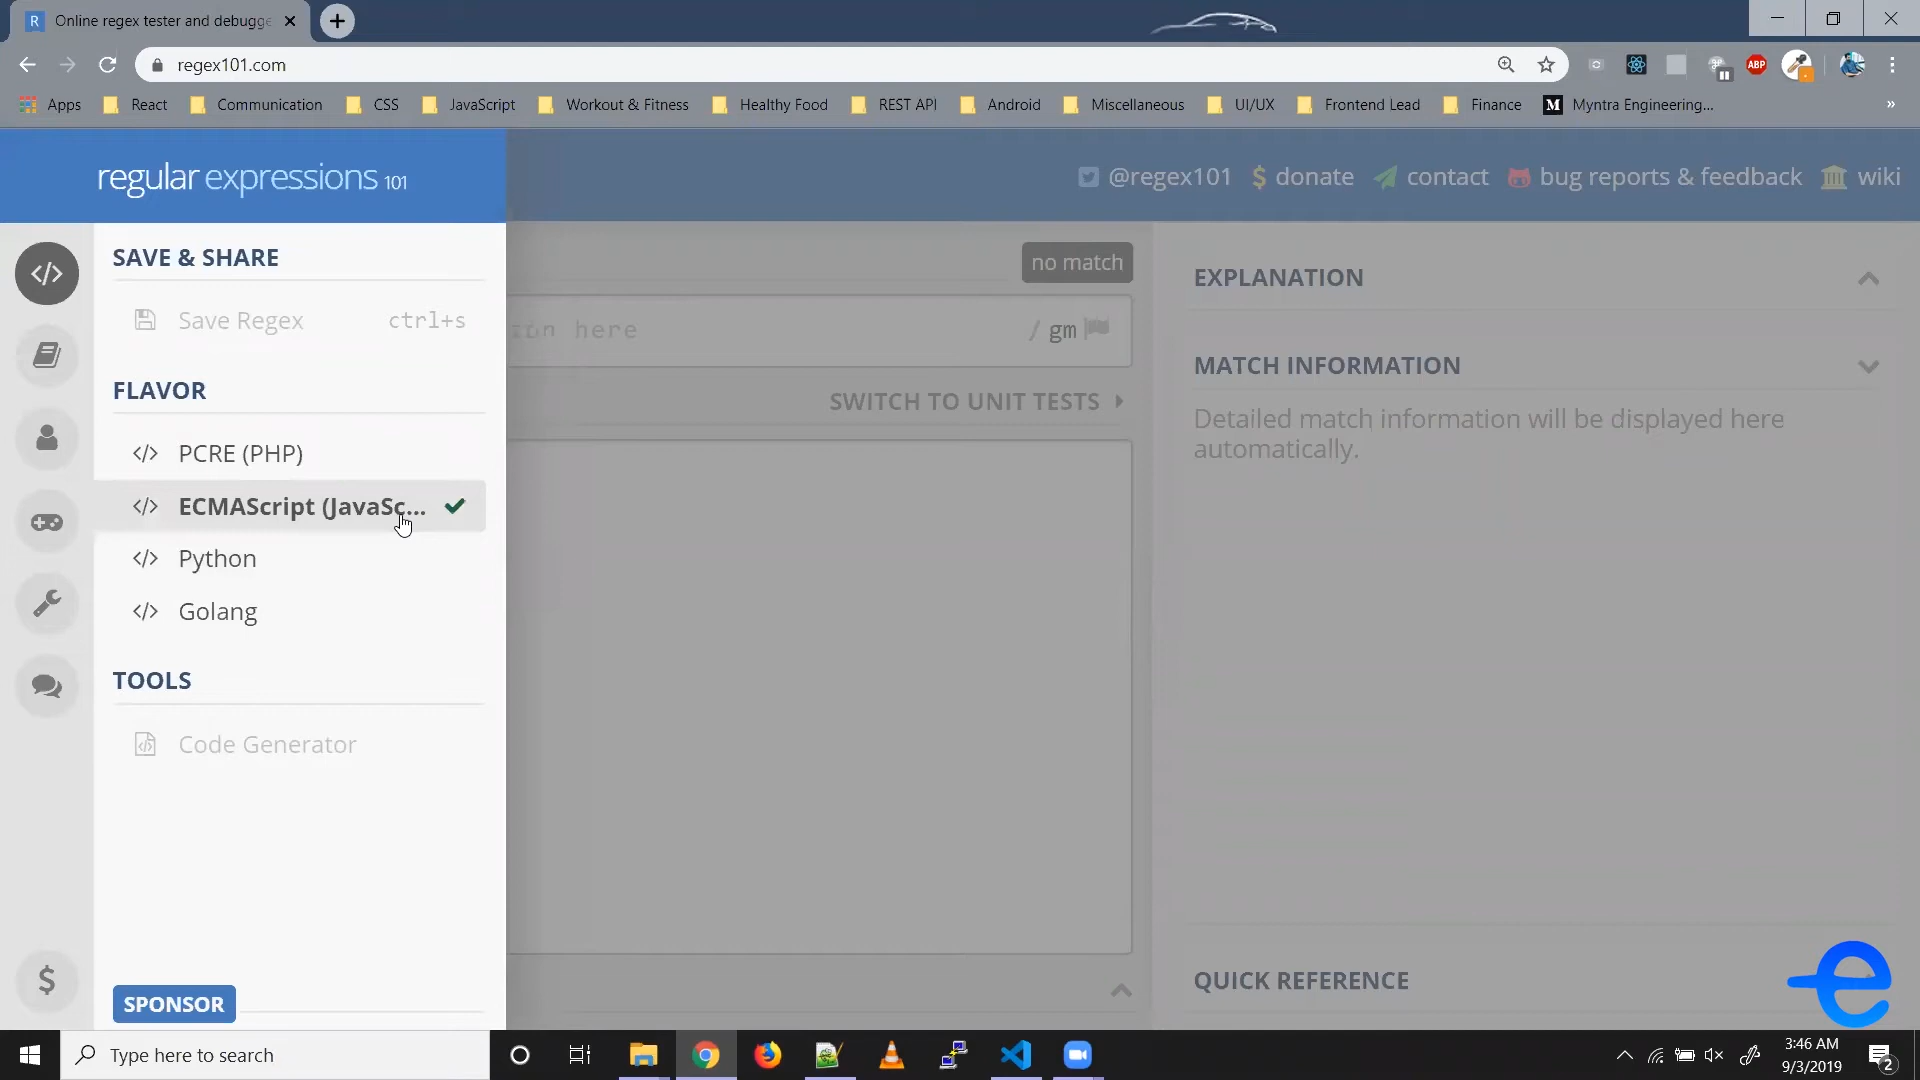 R Online regex tester and debugge
regex101.com
ABP
Apps React Communication CSS JavaScript Workout & Fitness Healthy Food REST API Android Miscellaneous UI/UX Frontend Lead Finance M Myntra Engineering... »
regular expressions 101
@regex101 $ donate contact bug reports & feedback wiki
SAVE & SHARE
no match
EXPLANATION
Save Regex ctrl+s
here / gm
MATCH INFORMATION
FLAVOR
SWITCH TO UNIT TESTS
Detailed match information will be displayed here
automatically.
</> PCRE (PHP)
</> ECMAScript (JavaSc...
</> Python
</> Golang
TOOLS
Code Generator
$
QUICK REFERENCE
e
SPONSOR
Type here to search
3:46 AM
9/3/2019
2